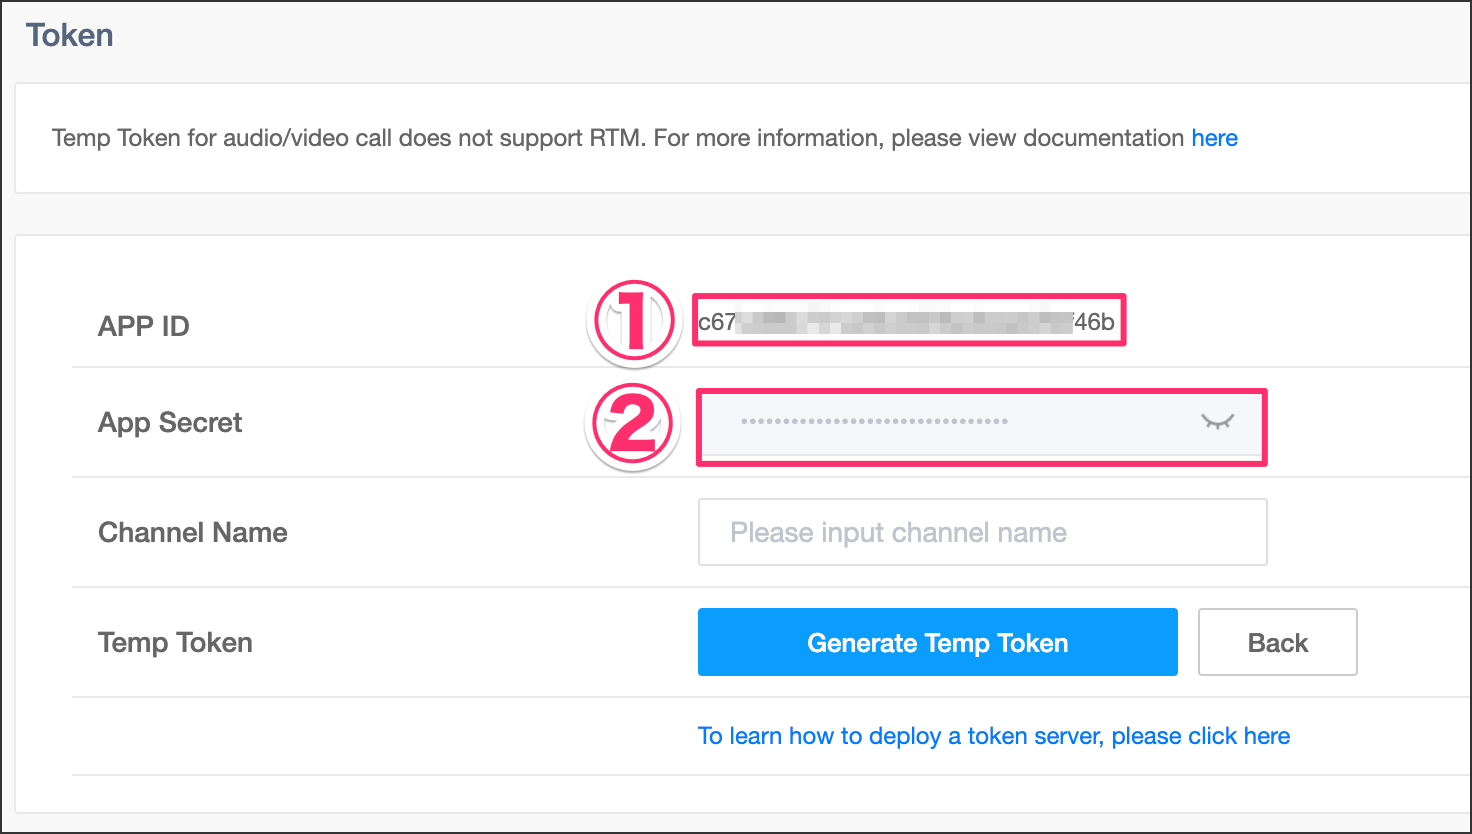 Token
Temp Token for audio/video call does not support RTM. For more information, please view documentation here
APP ID
1
c67
f46b
App Secret
2
Channel Name
Please input channel name
Temp Token
Generate Temp Token
Back
To learn how to deploy a token server, please click here